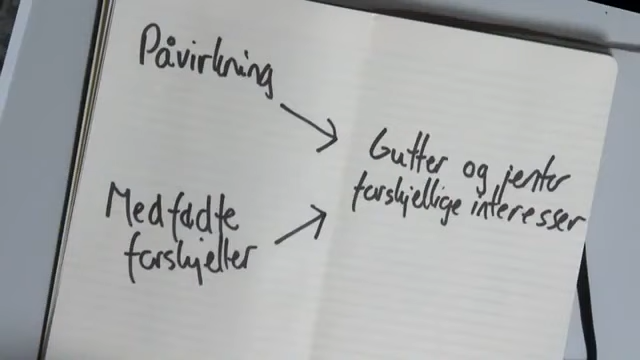 Påvirkning
Medfødte
forskjeller
Gutter og jenter
forskjellige interesser